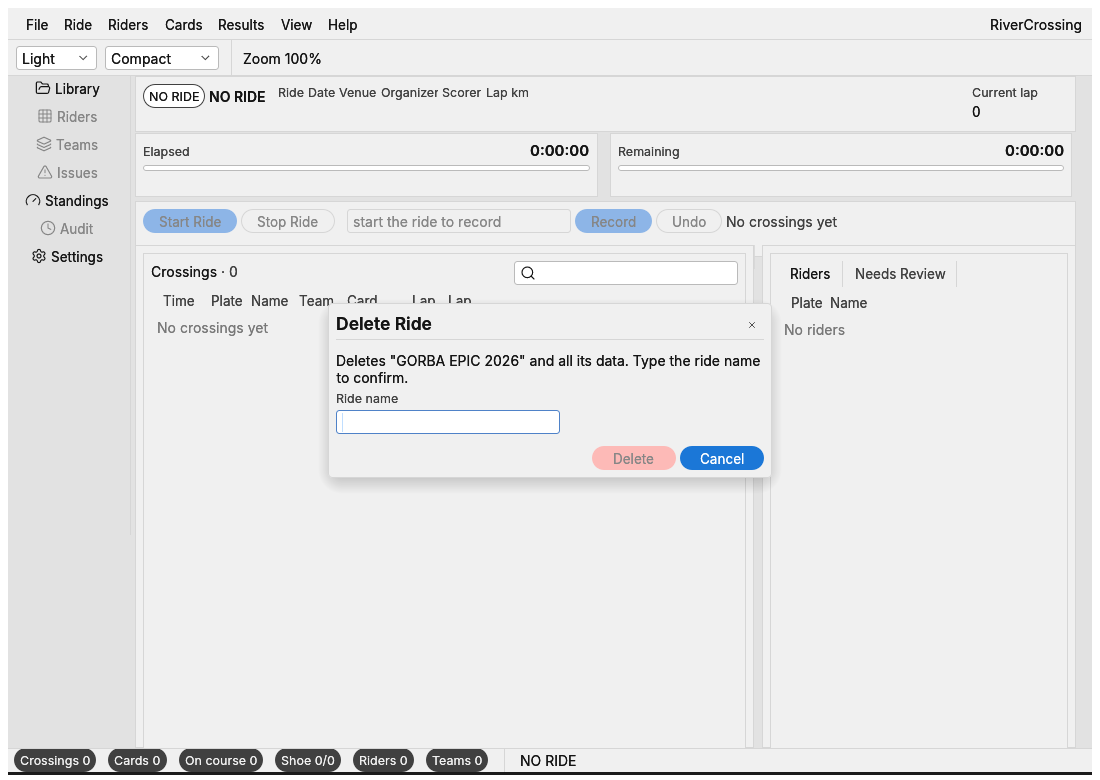 File Ride Riders Cards Results View Help RiverCrossing
Light Compact Zoom 100%
Library
Riders
Teams
Issues
Standings
Audit
Settings
NO RIDE NO RIDE Ride Date Venue Organizer Scorer Lap km
Current lap
0
Elapsed 0:00:00
Remaining 0:00:00
Start Ride Stop Ride start the ride to record Record Undo No crossings yet
Crossings · 0
Time Plate Name Team Card Lap Lap
No crossings yet
Riders Needs Review
Plate Name
No riders
Delete Ride ×
Deletes "GORBA EPIC 2026" and all its data. Type the ride name
to confirm.
Ride name
Delete Cancel
Crossings 0 Cards 0 On course 0 Shoe 0/0 Riders 0 Teams 0 NO RIDE